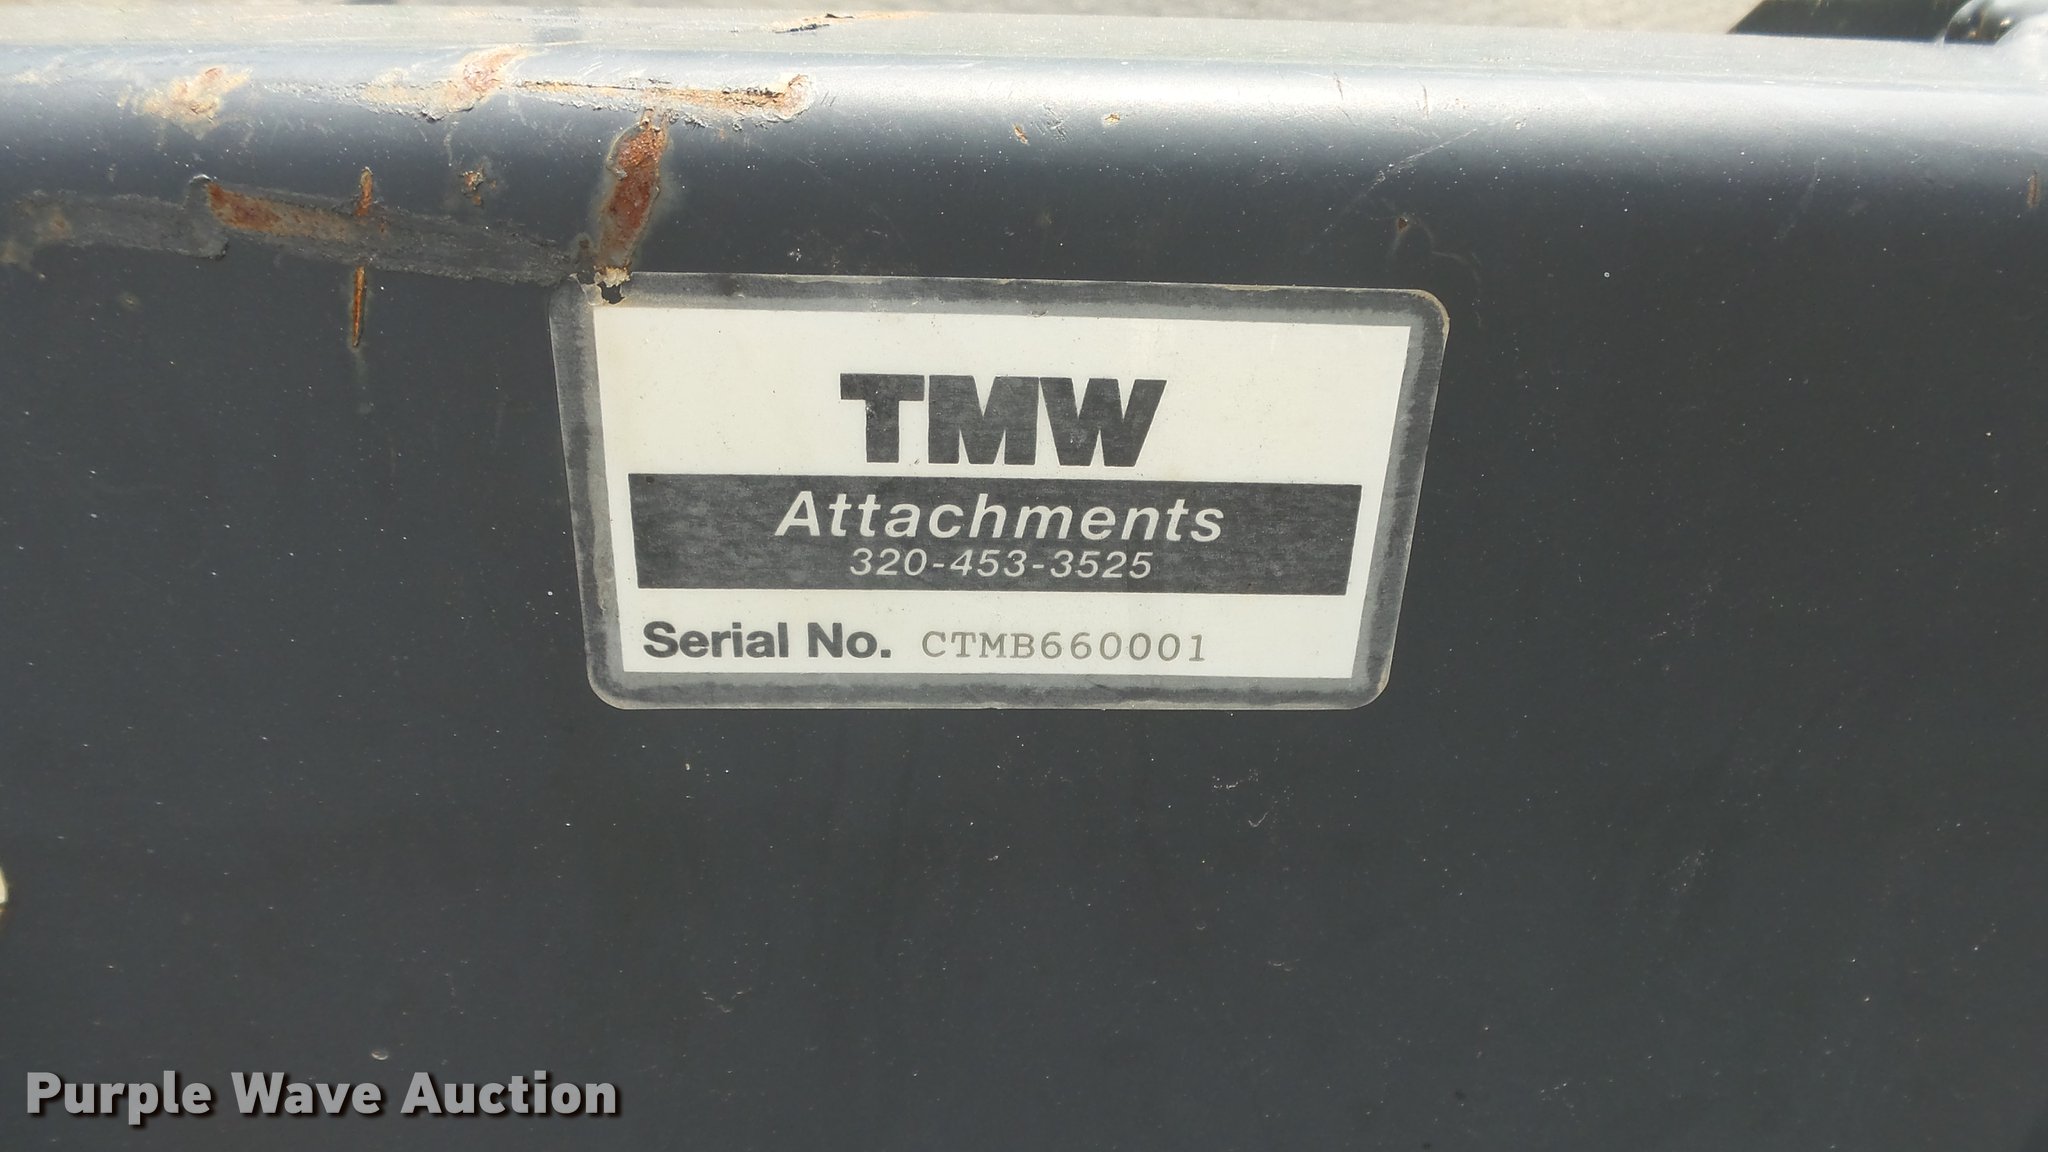 TMW
Attachments
320-453-3525
Serial No. CTMB660001
Purple Wave Auction